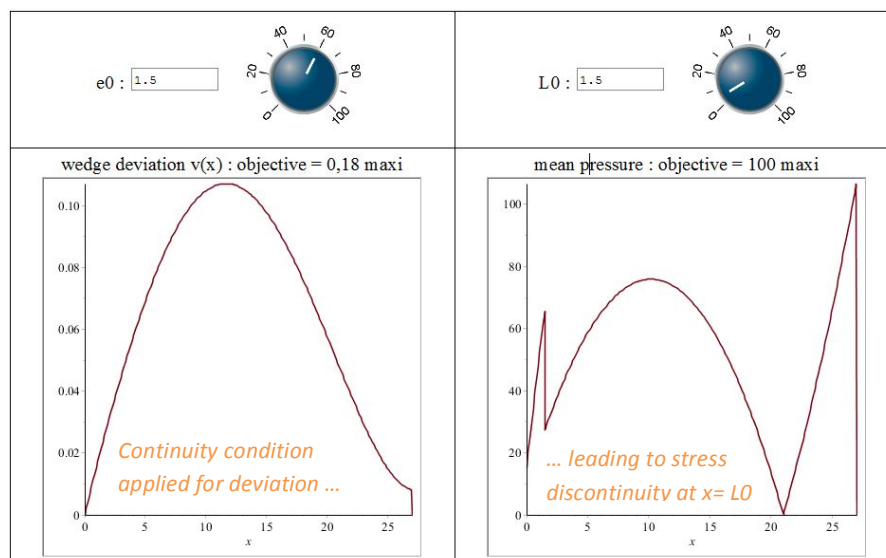 e0 : 1.5
0 20 40 60 80 100
L0 : 1.5
0 20 40 60 80 100
wedge deviation v(x) : objective = 0,18 maxi
0.10
0.08
0.06
0.04
0.02
0
0 5 10 15 20 25
x
Continuity condition
applied for deviation ...
mean pressure : objective = 100 maxi
100
80
60
40
20
0
0 5 10 15 20 25
x
... leading to stress
discontinuity at x= L0